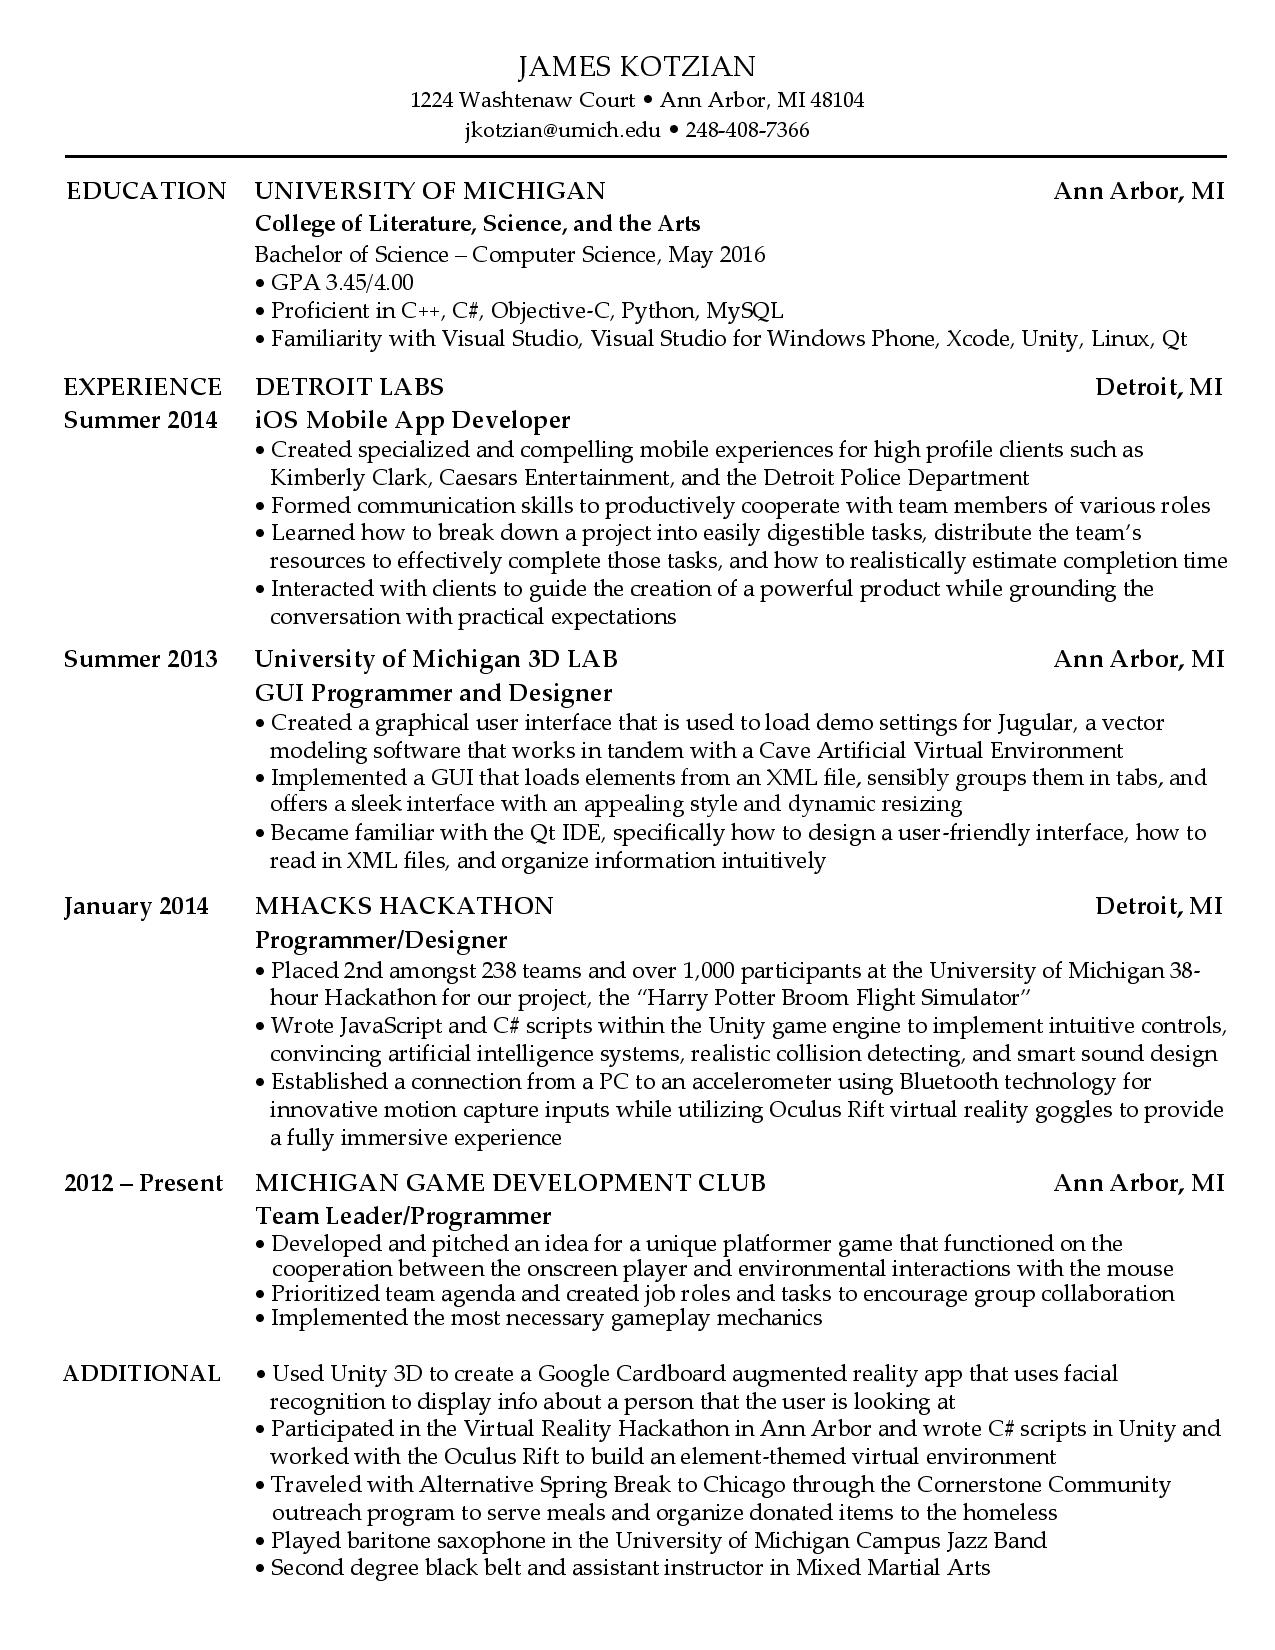 JAMES KOTZIAN
1224 Washtenaw Court • Ann Arbor, MI 48104
jkotzian@umich.edu • 248-408-7366
EDUCATION UNIVERSITY OF MICHIGAN Ann Arbor, MI
College of Literature, Science, and the Arts
Bachelor of Science – Computer Science, May 2016
• GPA 3.45/4.00
• Proficient in C++, C#, Objective-C, Python, MySQL
• Familiarity with Visual Studio, Visual Studio for Windows Phone, Xcode, Unity, Linux, Qt
EXPERIENCE DETROIT LABS Detroit, MI
Summer 2014 iOS Mobile App Developer
• Created specialized and compelling mobile experiences for high profile clients such as
Kimberly Clark, Caesars Entertainment, and the Detroit Police Department
• Formed communication skills to productively cooperate with team members of various roles
• Learned how to break down a project into easily digestible tasks, distribute the team’s
resources to effectively complete those tasks, and how to realistically estimate completion time
• Interacted with clients to guide the creation of a powerful product while grounding the
conversation with practical expectations
Summer 2013 University of Michigan 3D LAB Ann Arbor, MI
GUI Programmer and Designer
• Created a graphical user interface that is used to load demo settings for Jugular, a vector
modeling software that works in tandem with a Cave Artificial Virtual Environment
• Implemented a GUI that loads elements from an XML file, sensibly groups them in tabs, and
offers a sleek interface with an appealing style and dynamic resizing
• Became familiar with the Qt IDE, specifically how to design a user-friendly interface, how to
read in XML files, and organize information intuitively
January 2014 MHACKS HACKATHON Detroit, MI
Programmer/Designer
• Placed 2nd amongst 238 teams and over 1,000 participants at the University of Michigan 38-
hour Hackathon for our project, the “Harry Potter Broom Flight Simulator”
• Wrote JavaScript and C# scripts within the Unity game engine to implement intuitive controls,
convincing artificial intelligence systems, realistic collision detecting, and smart sound design
• Established a connection from a PC to an accelerometer using Bluetooth technology for
innovative motion capture inputs while utilizing Oculus Rift virtual reality goggles to provide
a fully immersive experience
2012 – Present MICHIGAN GAME DEVELOPMENT CLUB Ann Arbor, MI
Team Leader/Programmer
• Developed and pitched an idea for a unique platformer game that functioned on the
cooperation between the onscreen player and environmental interactions with the mouse
• Prioritized team agenda and created job roles and tasks to encourage group collaboration
• Implemented the most necessary gameplay mechanics
ADDITIONAL • Used Unity 3D to create a Google Cardboard augmented reality app that uses facial
recognition to display info about a person that the user is looking at
• Participated in the Virtual Reality Hackathon in Ann Arbor and wrote C# scripts in Unity and
worked with the Oculus Rift to build an element-themed virtual environment
• Traveled with Alternative Spring Break to Chicago through the Cornerstone Community
outreach program to serve meals and organize donated items to the homeless
• Played baritone saxophone in the University of Michigan Campus Jazz Band
• Second degree black belt and assistant instructor in Mixed Martial Arts